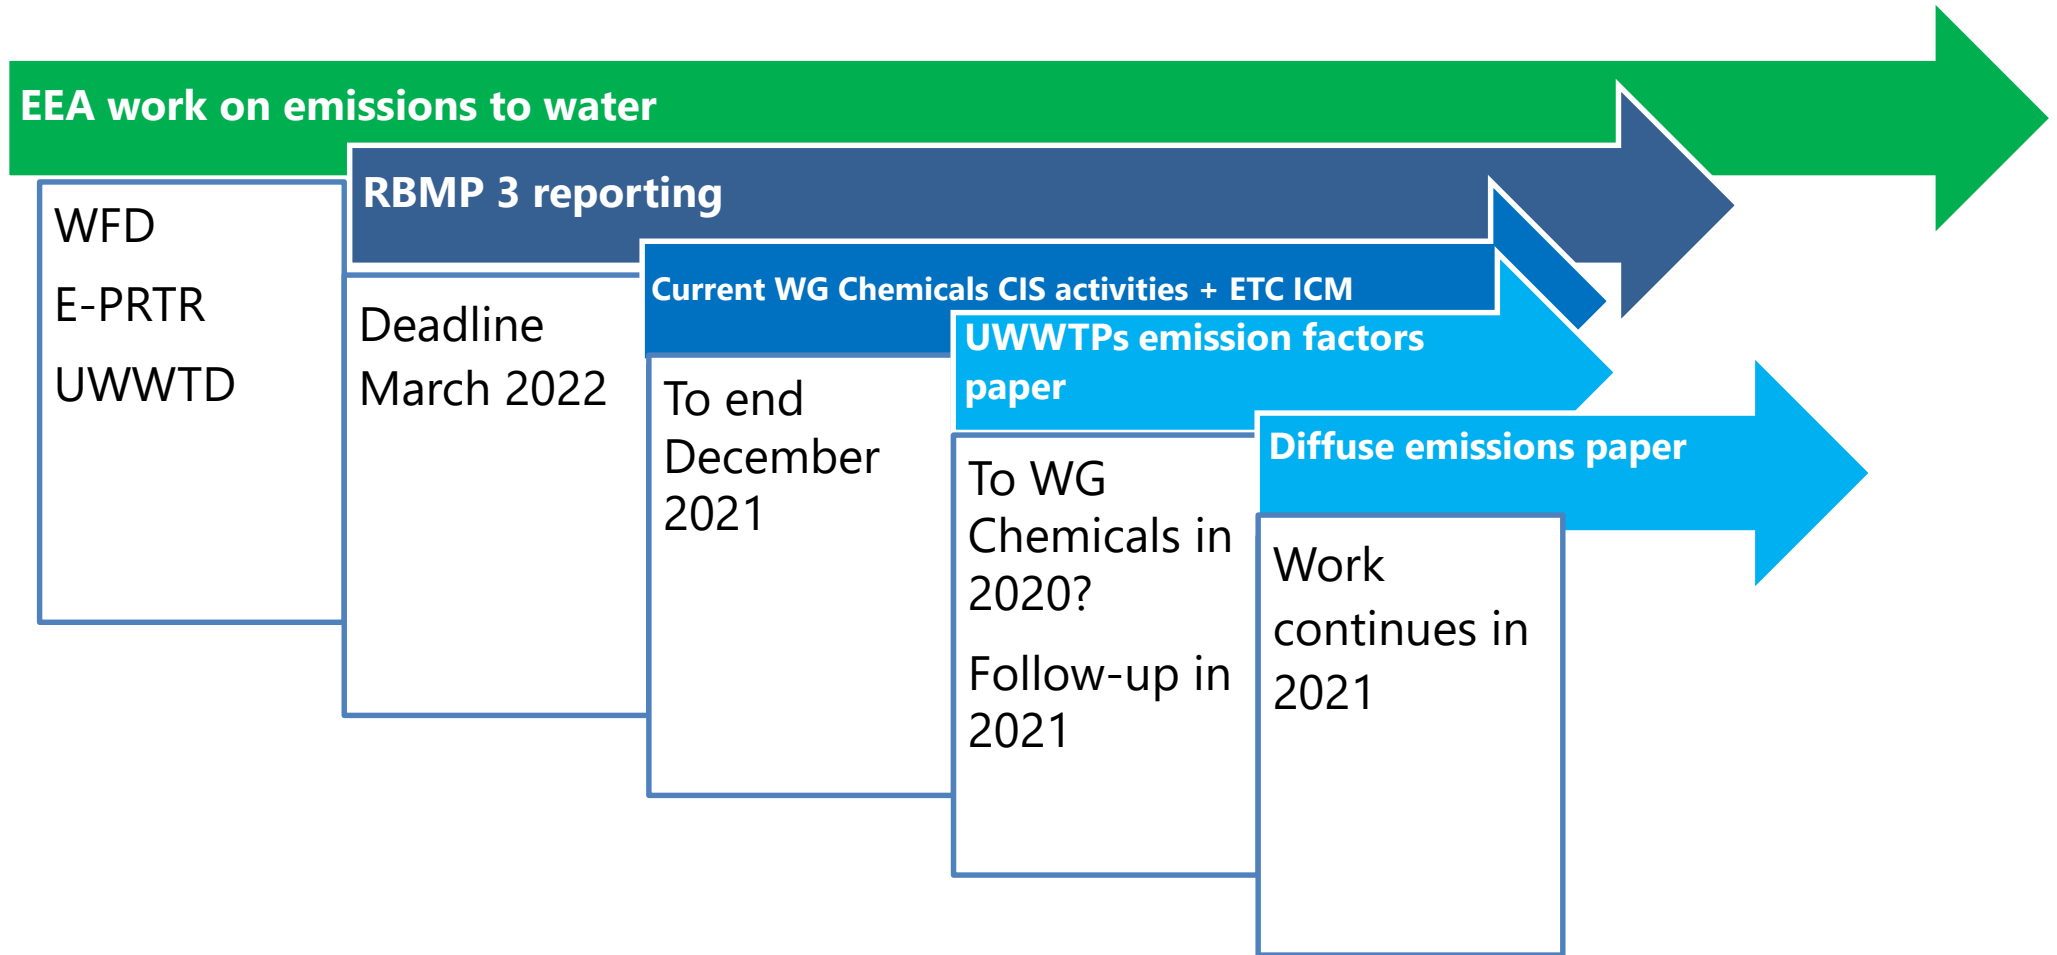 EEA work on emissions to water
WFD
E-PRTR
UWWTD
RBMP 3 reporting
Deadline
March 2022
Current WG Chemicals CIS activities + ETC ICM
To end
December
2021
UWWTPs emission factors
paper
To WG
Chemicals in
2020?
Follow-up in
2021
Diffuse emissions paper
Work
continues in
2021